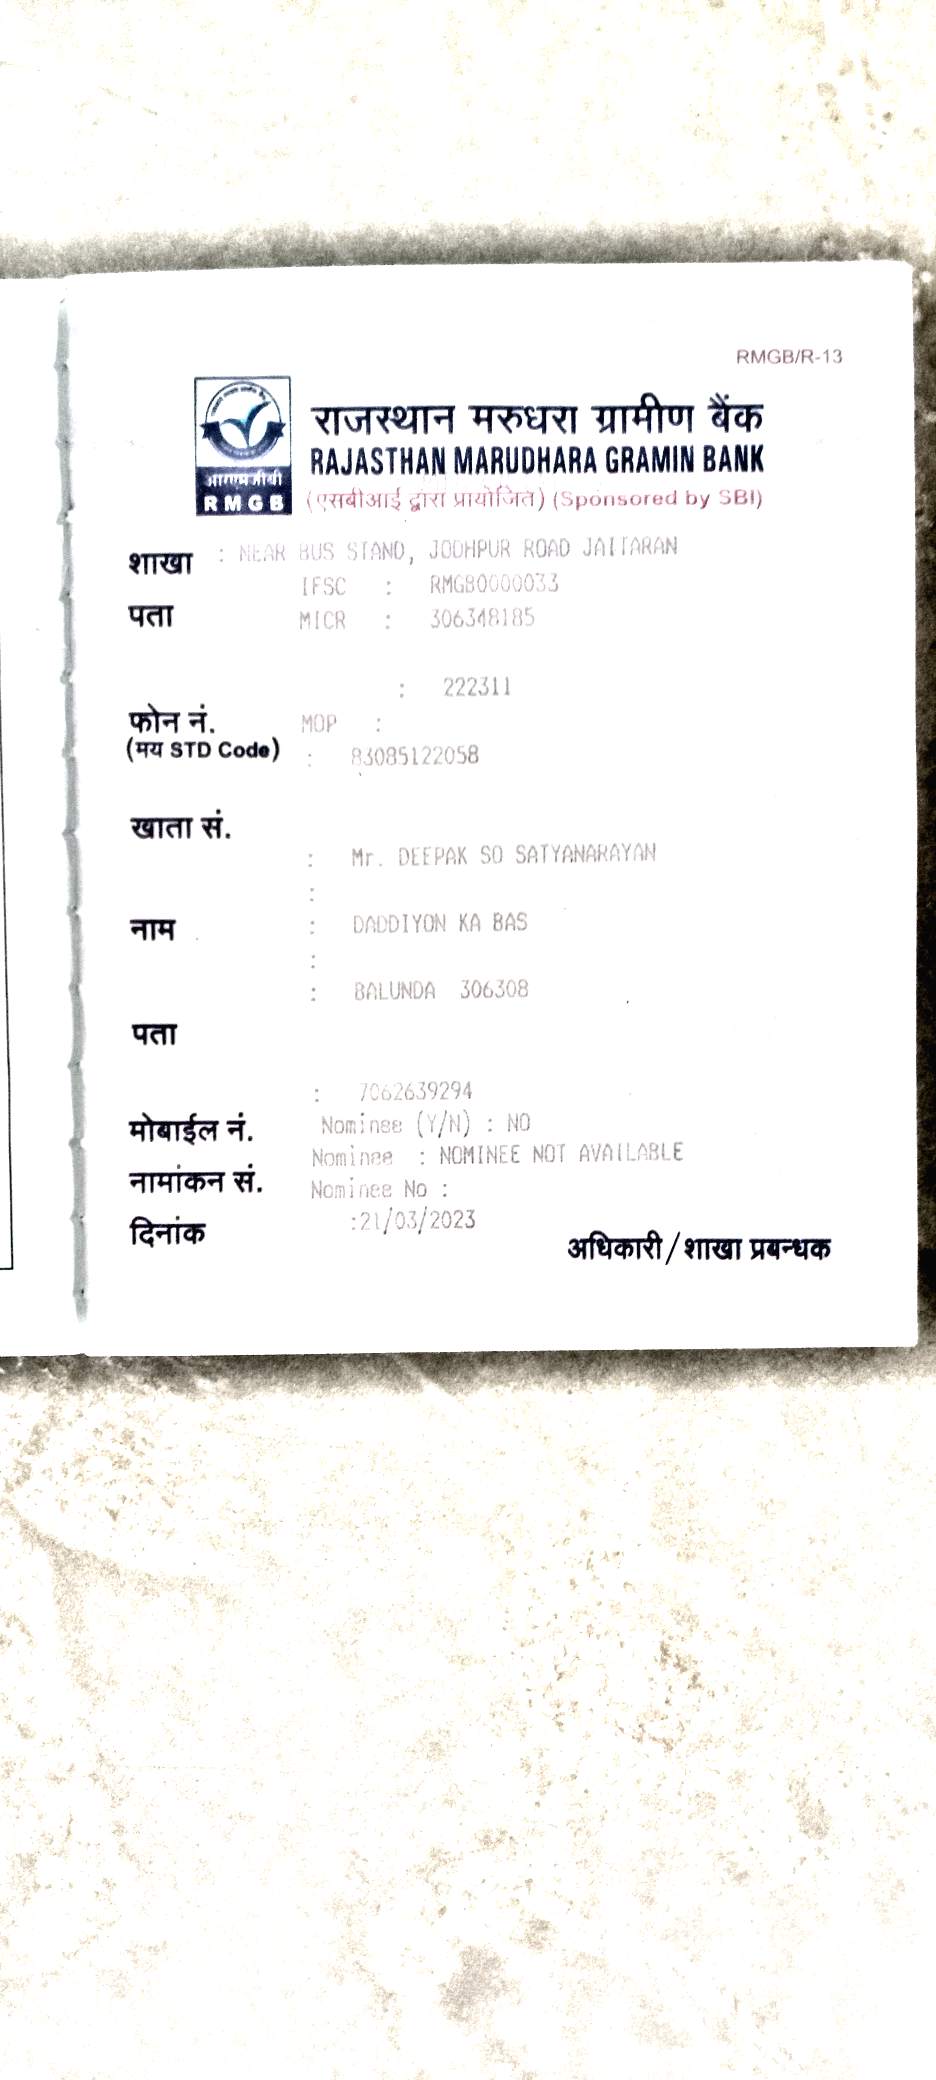 RMGB/R-13
राजस्थान मरुधरा ग्रामीण बैंक
RAJASTHAN MARUDHARA GRAMIN BANK
आरएमजीबी
RMGB
(एसबीआई द्वारा प्रायोजित) (Sponsored by SBI)
शाखा : NEAR BUS STAND, JODHPUR ROAD JAITARAN
IFSC : RMGB0000033
पता MICR : 306348185
: 222311
फोन नं. MOP :
(मय STD Code) : 83085122058
खाता सं.
: Mr. DEEPAK SO SATYANARAYAN
:
नाम : DADDIYON KA BAS
:
: BALUNDA 306308
पता
: 7062639294
मोबाईल नं. Nominee (Y/N) : NO
Nominee : NOMINEE NOT AVAILABLE
नामांकन सं. Nominee No :
दिनांक :21/03/2023
अधिकारी/शाखा प्रबन्धक